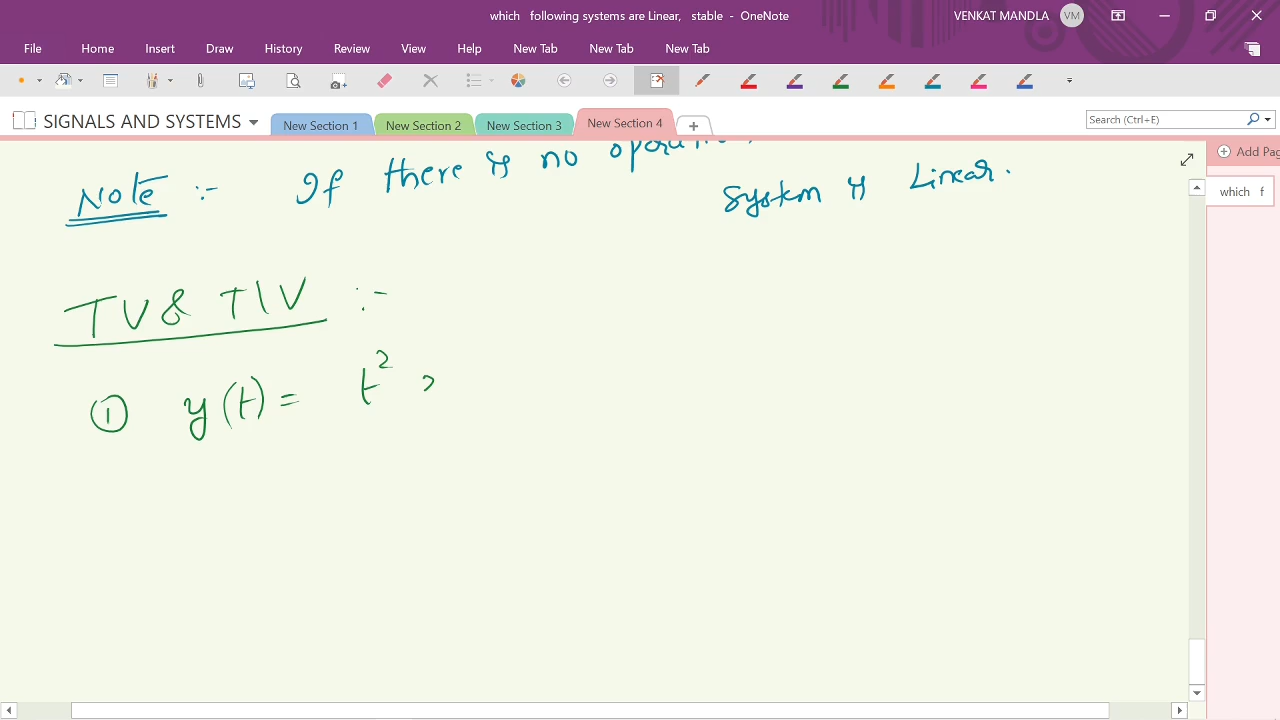 which following systems are Linear, stable - OneNote
VENKAT MANDLA VM
File Home Insert Draw History Review View Help New Tab New Tab New Tab
SIGNALS AND SYSTEMS New Section 1 New Section 2 New Section 3 New Section 4 +
Search (Ctrl+E)
Add Pag
which f
Note :- If there is no
System is Linear.
TV & TIV :-
① y(t) = t²